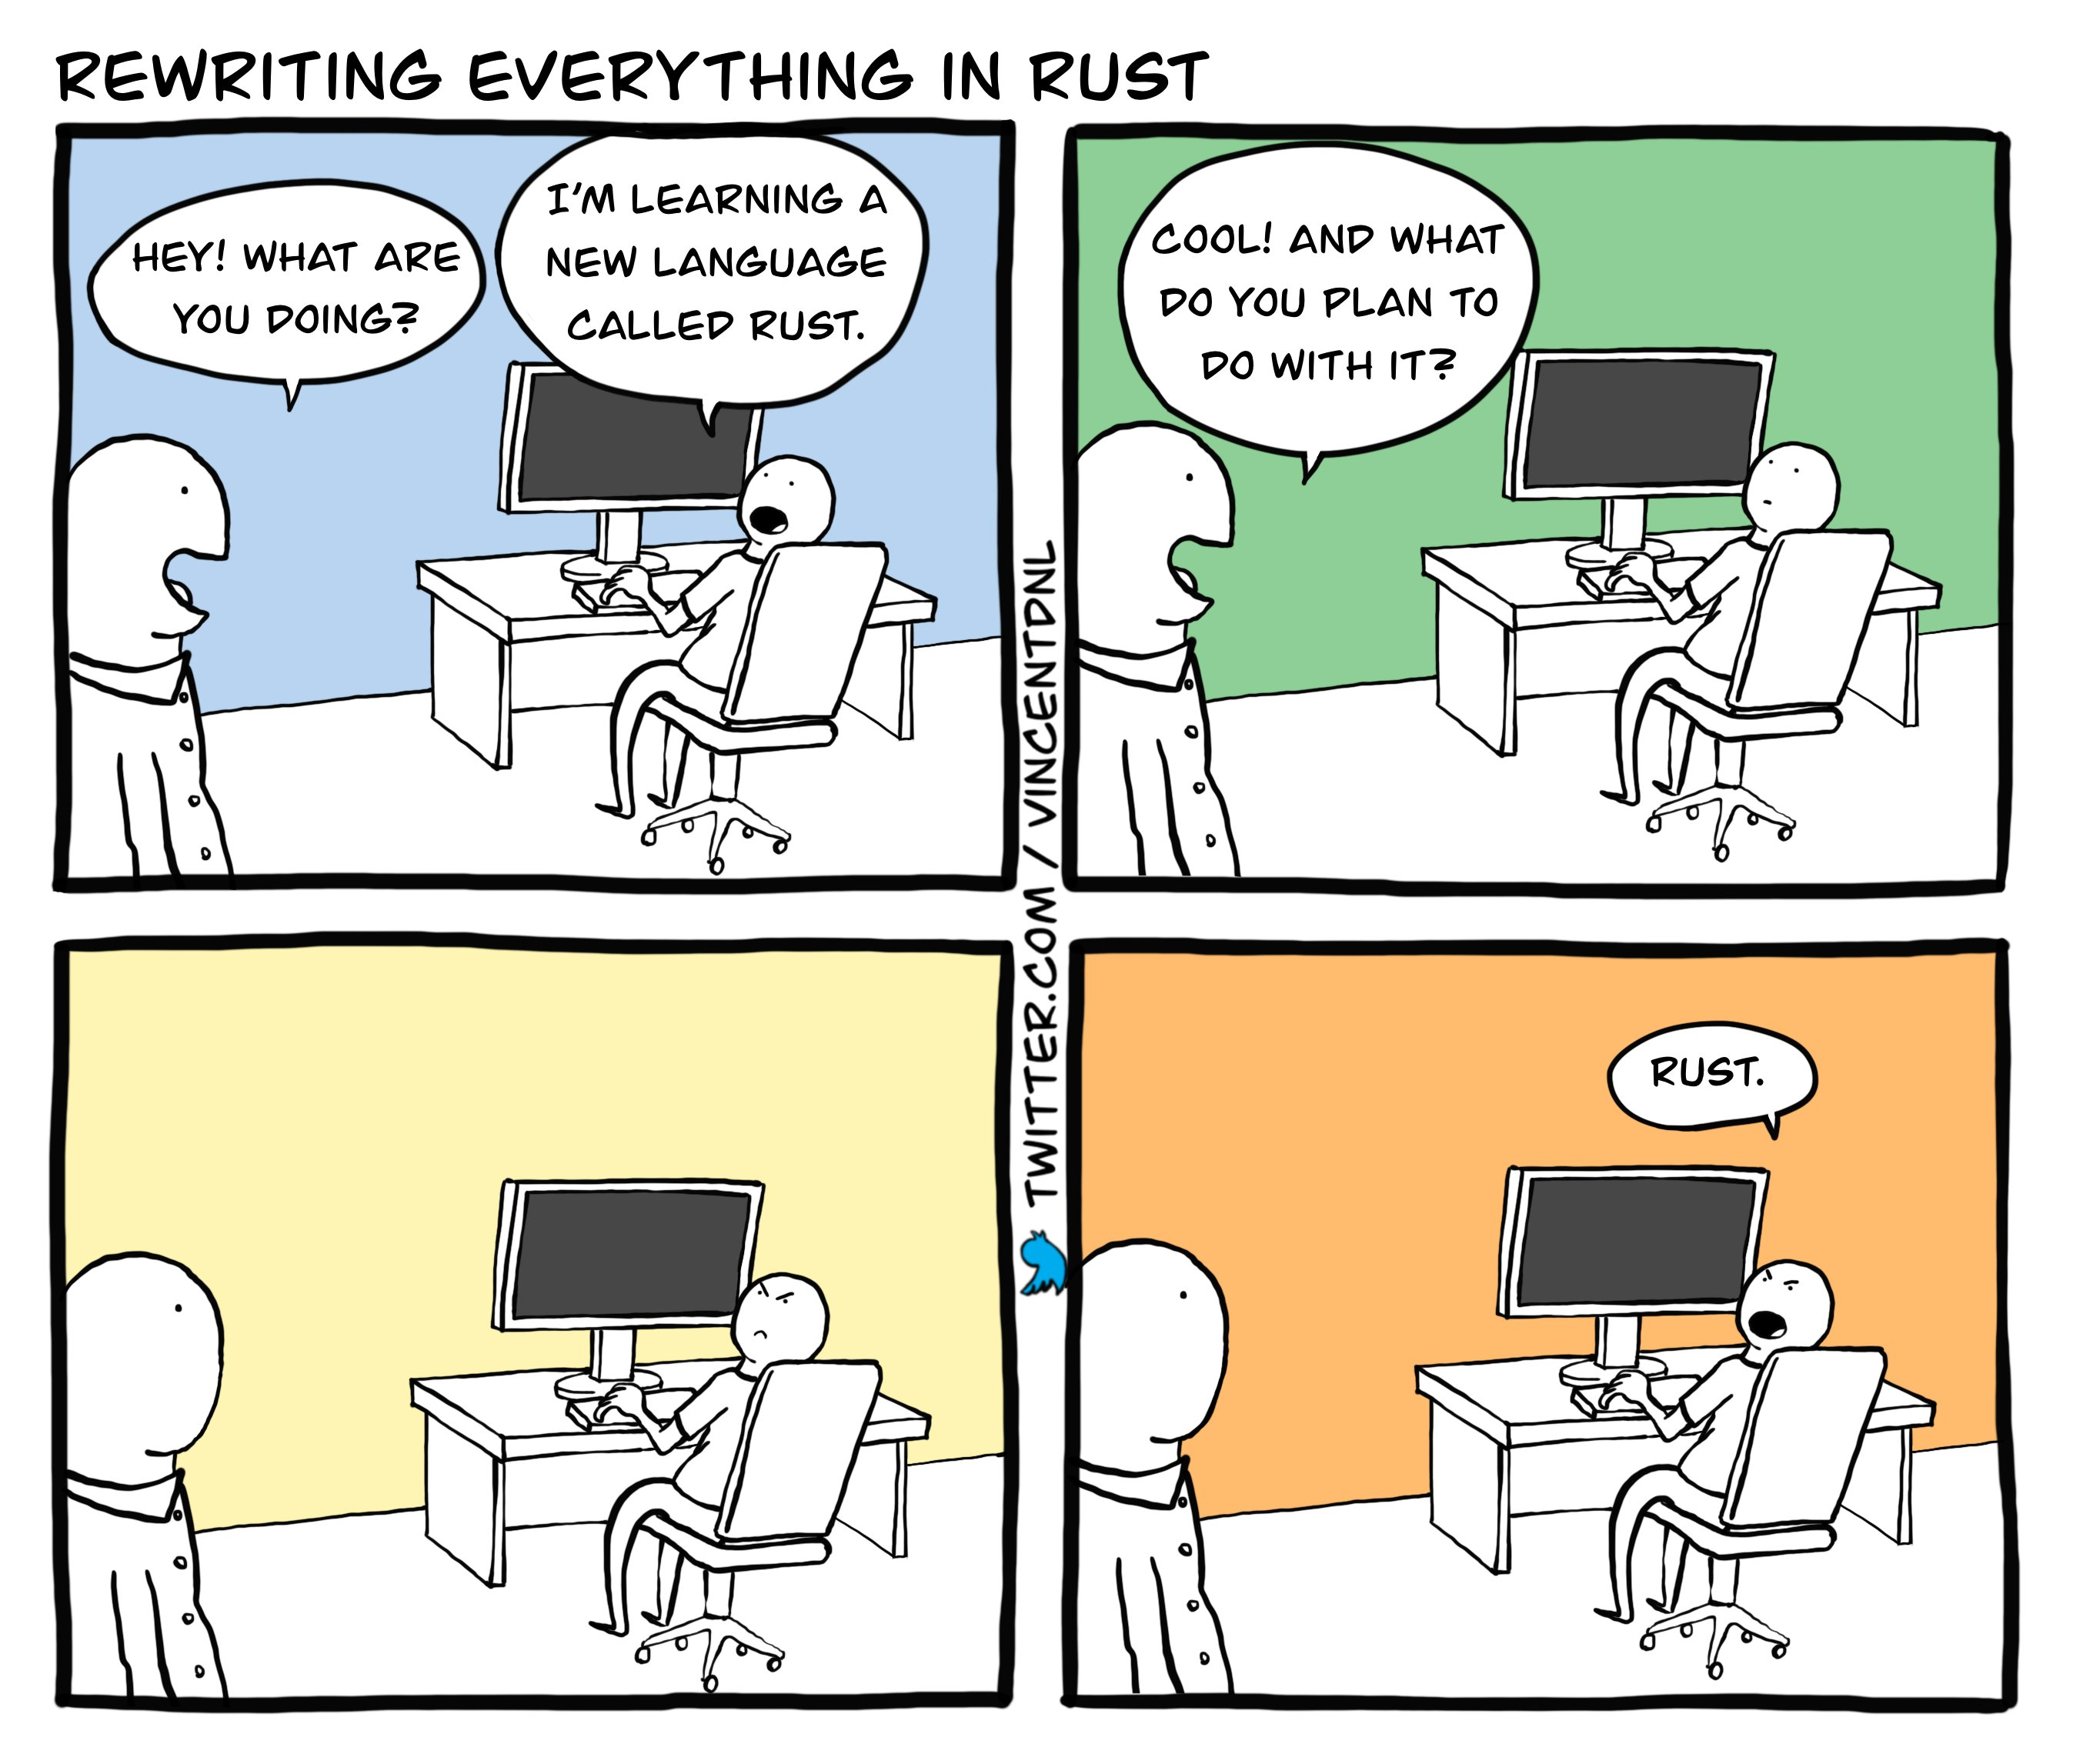 REWRITING EVERYTHING IN RUST
HEY! WHAT ARE
YOU DOING?
I'M LEARNING A
NEW LANGUAGE
CALLED RUST.
COOL! AND WHAT
DO YOU PLAN TO
DO WITH IT?
RUST.
TWITTER.COM / VINCENTDNL